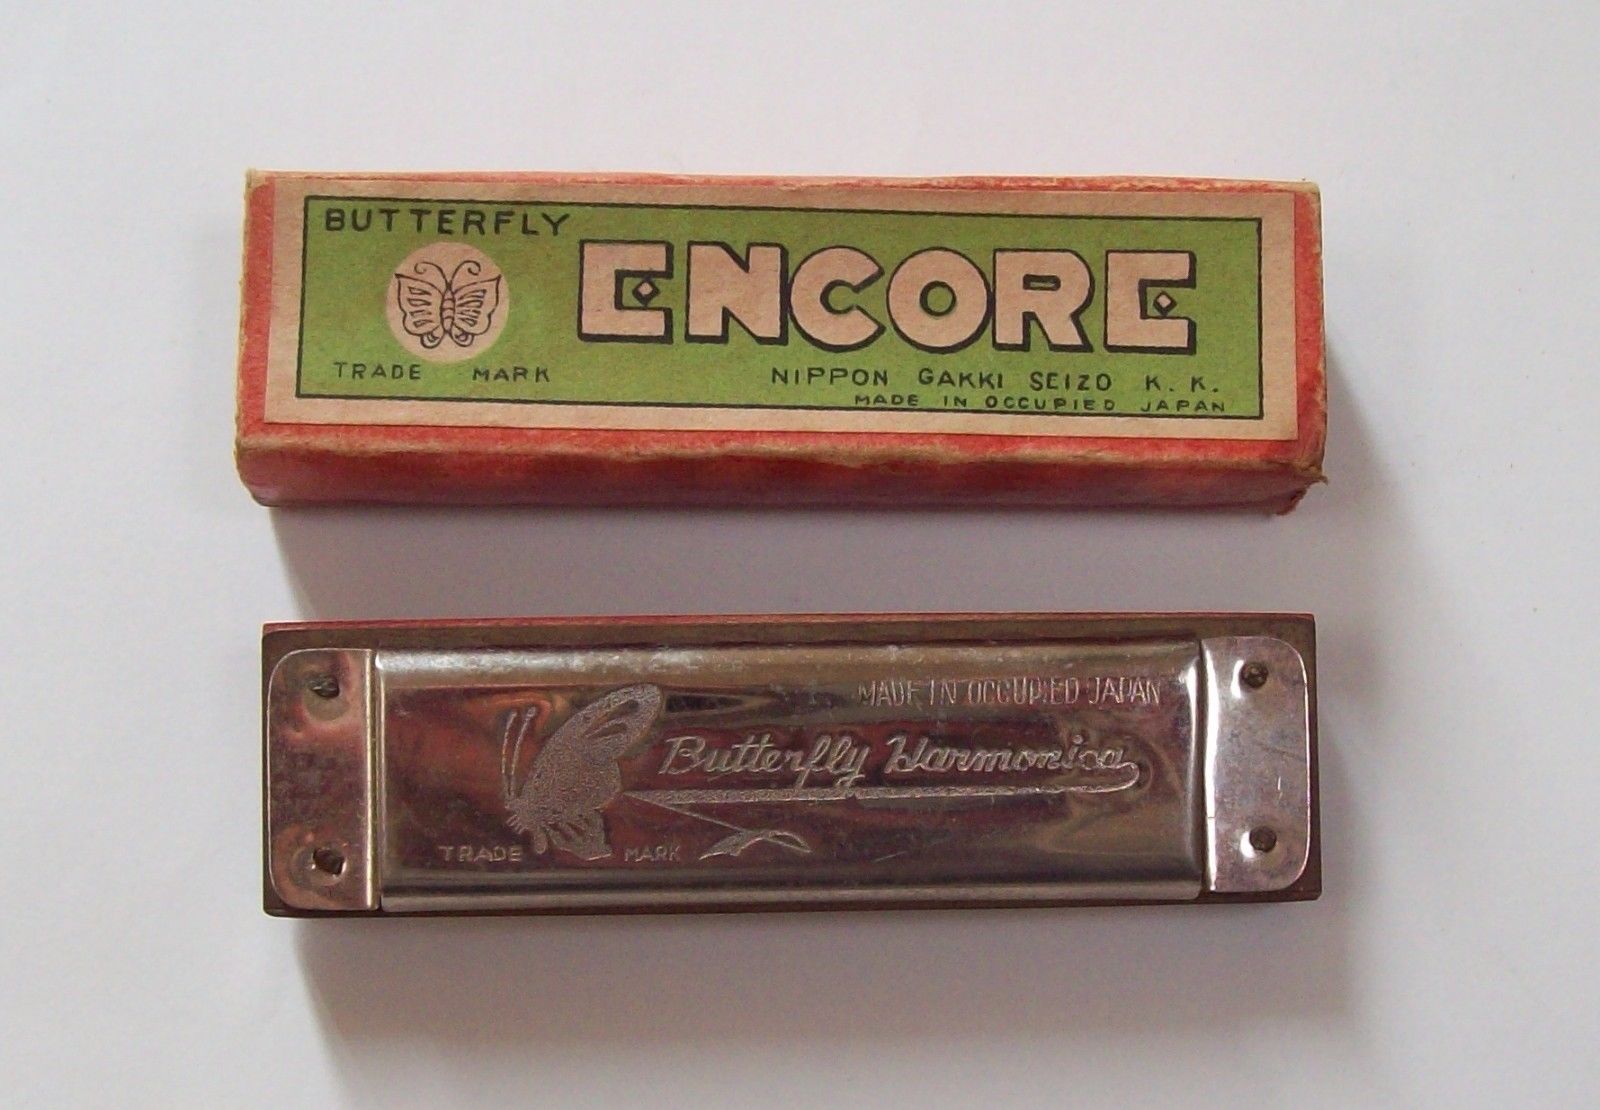 BUTTERFLY
ENCORE
TRADE MARK
NIPPON GAKKI SEIZO K. K.
MADE IN OCCUPIED JAPAN
MADE IN OCCUPIED JAPAN
Butterfly Harmonica
TRADE MARK